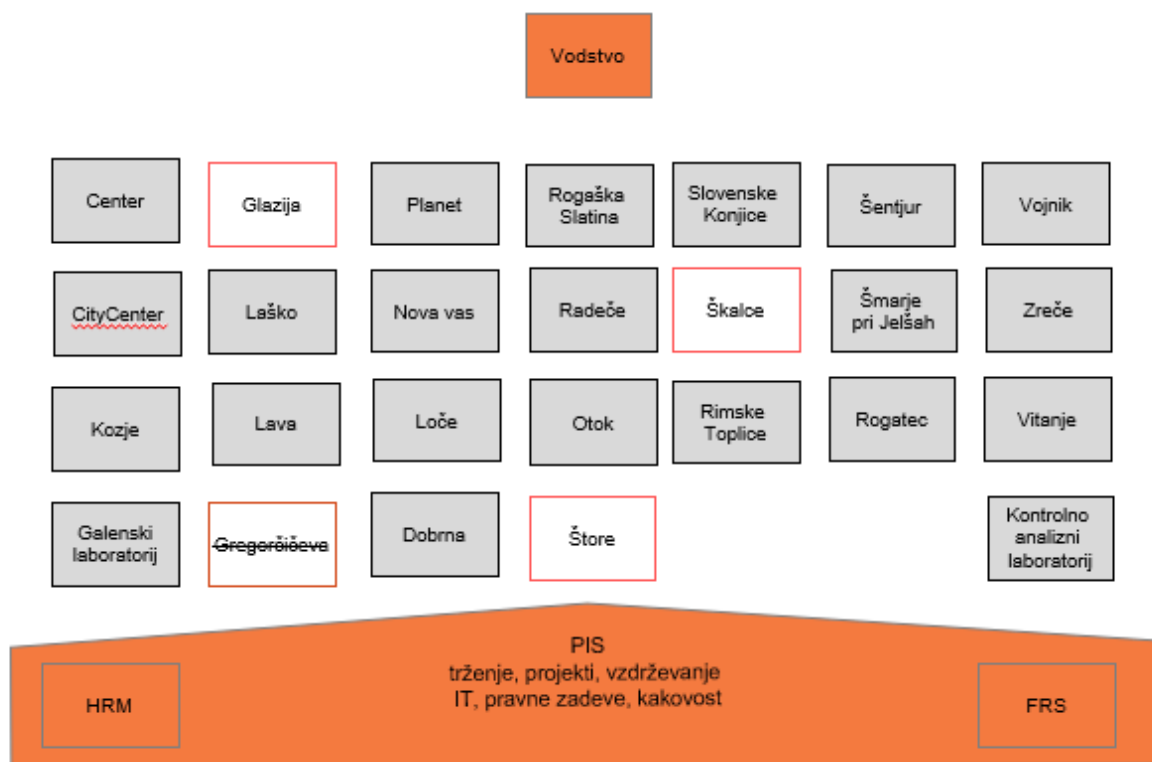 Vodstvo
Center
Glazija
Planet
Rogaška
Slatina
Slovenske
Konjice
Šentjur
Vojnik
CityCenter
Laško
Nova vas
Radeče
Škalce
Šmarje
pri Jelšah
Zreče
Kozje
Lava
Loče
Otok
Rimske
Toplice
Rogatec
Vitanje
Galenski
laboratorij
Gregorčičeva
Dobrna
Štore
Kontrolno
analizni
laboratorij
PIS
trženje, projekti, vzdrževanje
IT, pravne zadeve, kakovost
HRM
FRS